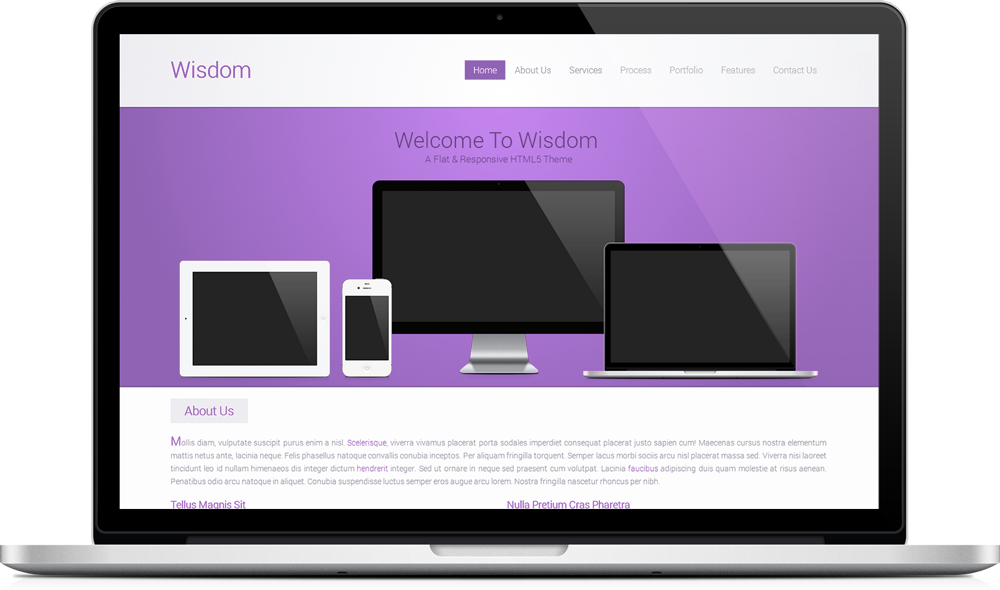 Wisdom
Home About Us Services Process Portfolio Features Contact Us
Welcome To Wisdom
A Flat & Responsive HTML5 Theme
About Us
Mollis diam, vulputate suscipit purus enim a nisl. Scelerisque, viverra vivamus placerat porta sodales imperdiet consequat placerat justo sapien cum! Maecenas cursus nostra elementum
mattis netus ante, lacinia neque. Felis phasellus natoque convallis conubia inceptos. Per aliquam fringilla torquent. Semper lacus morbi sociis arcu nisl placerat massa sed. Viverra nisi laoreet
tincidunt leo id nullam himenaeos dis integer dictum hendrerit integer. Sed ut ornare in neque sed praesent cum volutpat. Lacinia faucibus adipiscing duis quam molestie at risus aenean.
Penatibus odio arcu natoque in aliquet. Conubia suspendisse luctus semper eros augue arcu lorem. Nostra fringilla nascetur rhoncus per nibh.
Tellus Magnis Sit Nulla Pretium Cras Pharetra